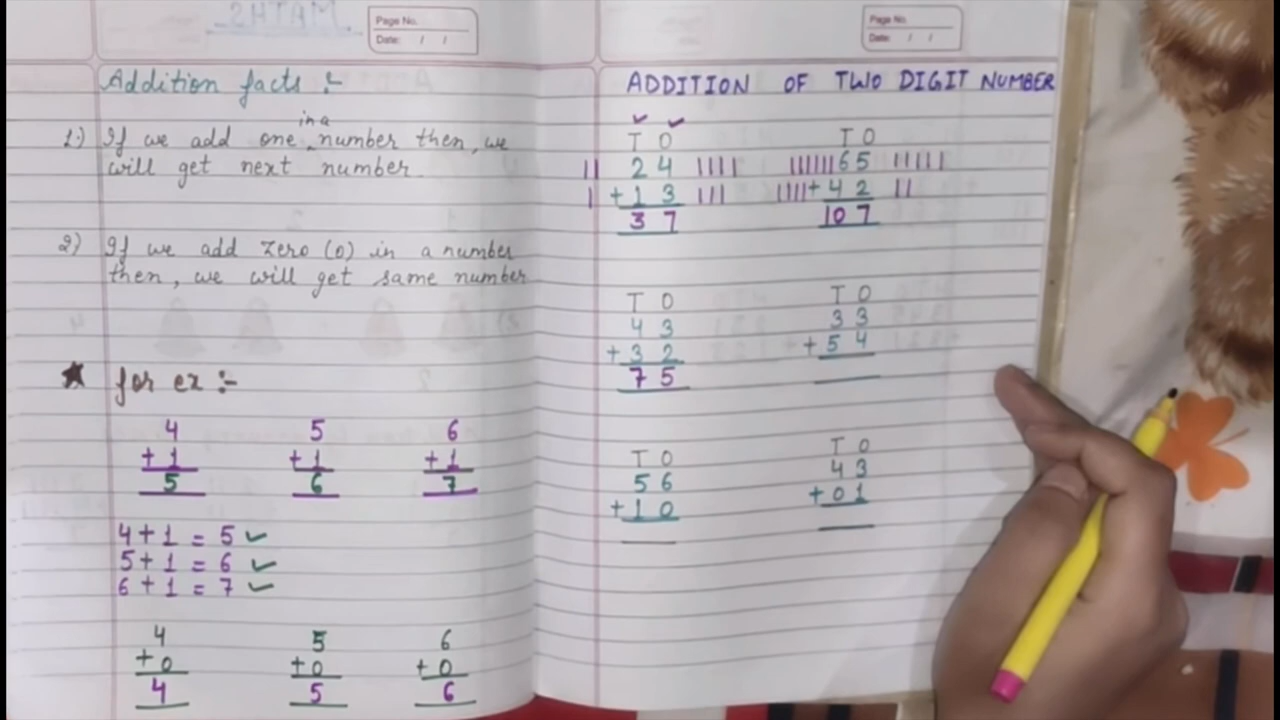 MATHS
Page No.
Date: / /
Addition facts :-
in a
1.) If we add one number then, we
will get next number
2) If we add zero (0) in a number
then, we will get same number
for ex :-
4 5 6
+1 +1 +1
5 6 7
4+1 = 5 ✓
5+1 = 6 ✓
6+1 = 7 ✓
4 5 6
+0 +0 +0
4 5 6
Page No.
Date: / /
ADDITION OF TWO DIGIT NUMBER
✓ ✓
T O T O
|| 24 |||| |||||| 65 |||||
| +13 ||| ||||+42 ||
37 107
T O T O
43 33
+32 +54
75
T O T O
56 43
+10 +01